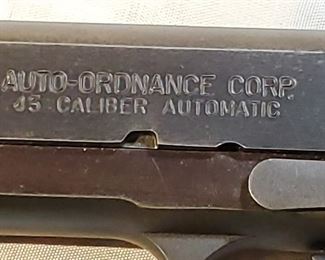 AUTO-ORDNANCE CORP.
.45 CALIBER AUTOMATIC